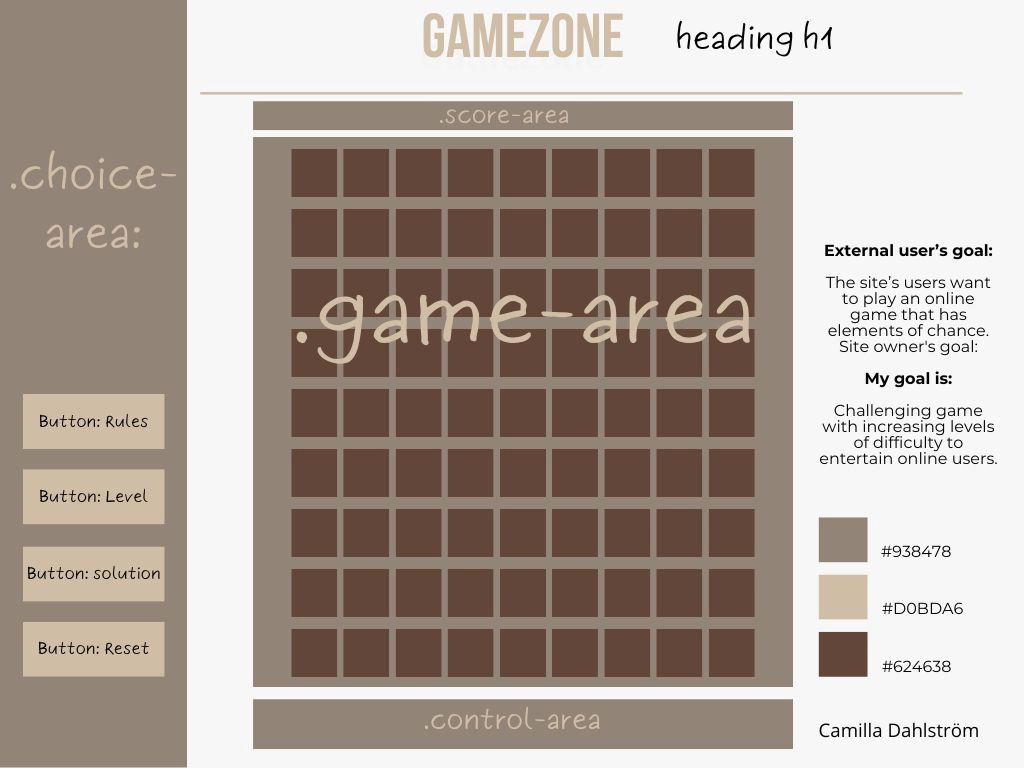 GAMEZONE
heading h1
.score-area
.choice-
area:
.game-area
Button: Rules
Button: Level
Button: solution
Button: Reset
.control-area
External user’s goal:
The site’s users want
to play an online
game that has
elements of chance.
Site owner's goal:
My goal is:
Challenging game
with increasing levels
of difficulty to
entertain online users.
#938478
#D0BDA6
#624638
Camilla Dahlström